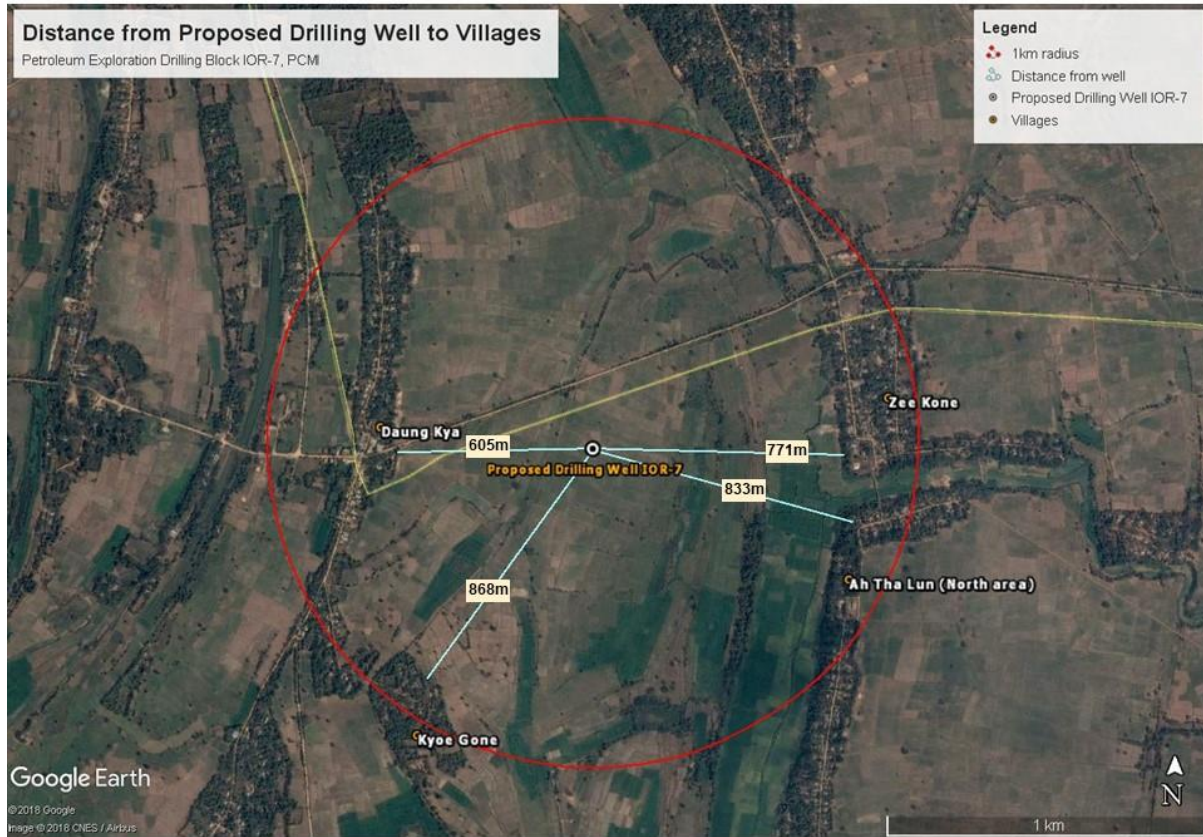 Distance from Proposed Drilling Well to Villages
Petroleum Exploration Drilling Block IOR-7, PCMI
Legend
1km radius
Distance from well
Proposed Drilling Well IOR-7
Villages
Zee Kone
Daung Kya
605m
771m
Proposed Drilling Well IOR-7
833m
868m
Ah Tha Lun (North area)
Kyoe Gone
Google Earth
© 2018 Google
Image © 2018 CNES / Airbus
N
1 km